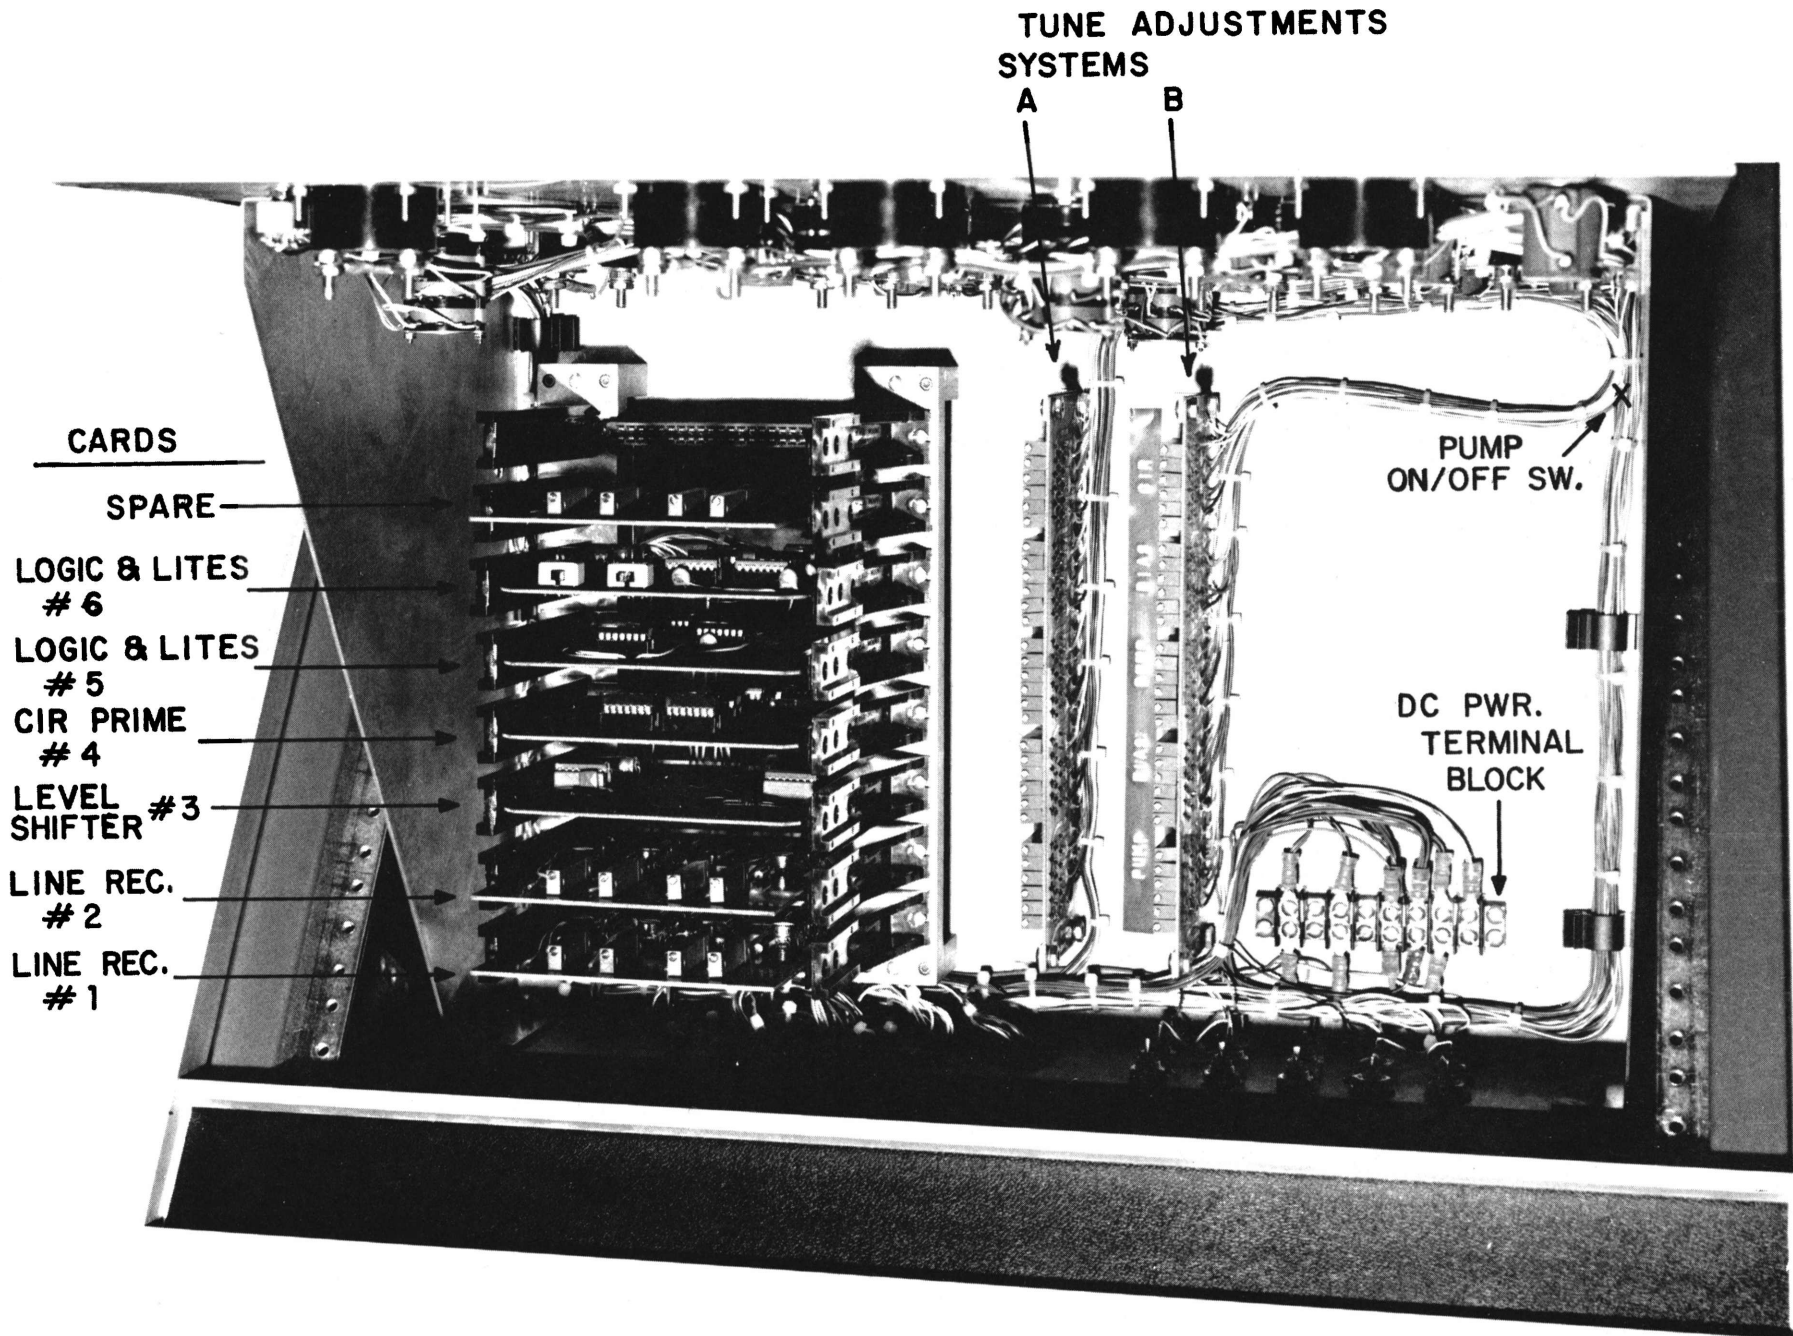 TUNE ADJUSTMENTS
SYSTEMS
A B
CARDS
SPARE
LOGIC & LITES
# 6
LOGIC & LITES
# 5
CIR PRIME
# 4
LEVEL
SHIFTER #3
LINE REC.
# 2
LINE REC.
# 1
PUMP
ON/OFF SW.
DC PWR.
TERMINAL
BLOCK
PUMP